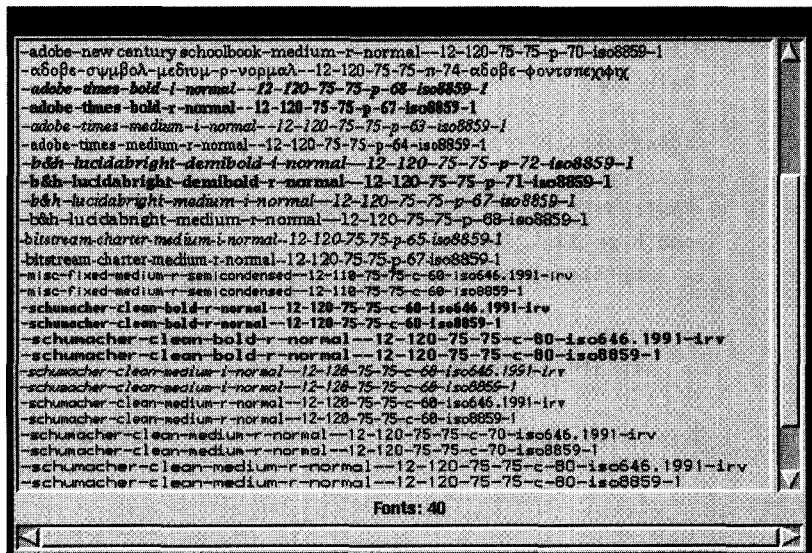 -adobe-new century schoolbook-medium-r-normal--12-120-75-75-p-70-iso8859-1
-αδοβε-σψμβολ-μεδιυμ-ρ-νορμαλ--12-120-75-75-π-74-αδοβε-φοντσπεχιφιχ
-adobe-times-bold-i-normal--12-120-75-75-p-68-iso8859-1
-adobe-times-bold-r-normal--12-120-75-75-p-67-iso8859-1
-adobe-times-medium-i-normal--12-120-75-75-p-63-iso8859-1
-adobe-times-medium-r-normal--12-120-75-75-p-64-iso8859-1
-b&h-lucidabright-demibold-i-normal--12-120-75-75-p-72-iso8859-1
-b&h-lucidabright-demibold-r-normal--12-120-75-75-p-71-iso8859-1
-b&h-lucidabright-medium-i-normal--12-120-75-75-p-67-iso8859-1
-b&h-lucidabright-medium-r-normal--12-120-75-75-p-68-iso8859-1
-bitstream-charter-medium-i-normal--12-120-75-75-p-65-iso8859-1
-bitstream-charter-medium-r-normal--12-120-75-75-p-67-iso8859-1
-misc-fixed-medium-r-semicondensed--12-110-75-75-c-60-iso646.1991-irv
-misc-fixed-medium-r-semicondensed--12-110-75-75-c-60-iso8859-1
-schumacher-clean-bold-r-normal--12-120-75-75-c-60-iso646.1991-irv
-schumacher-clean-bold-r-normal--12-120-75-75-c-60-iso8859-1
-schumacher-clean-bold-r-normal--12-120-75-75-c-80-iso646.1991-irv
-schumacher-clean-bold-r-normal--12-120-75-75-c-80-iso8859-1
-schumacher-clean-medium-i-normal--12-120-75-75-c-60-iso646.1991-irv
-schumacher-clean-medium-i-normal--12-120-75-75-c-60-iso8859-1
-schumacher-clean-medium-r-normal--12-120-75-75-c-60-iso646.1991-irv
-schumacher-clean-medium-r-normal--12-120-75-75-c-60-iso8859-1
-schumacher-clean-medium-r-normal--12-120-75-75-c-70-iso646.1991-irv
-schumacher-clean-medium-r-normal--12-120-75-75-c-70-iso8859-1
-schumacher-clean-medium-r-normal--12-120-75-75-c-80-iso646.1991-irv
-schumacher-clean-medium-r-normal--12-120-75-75-c-80-iso8859-1
Fonts: 40